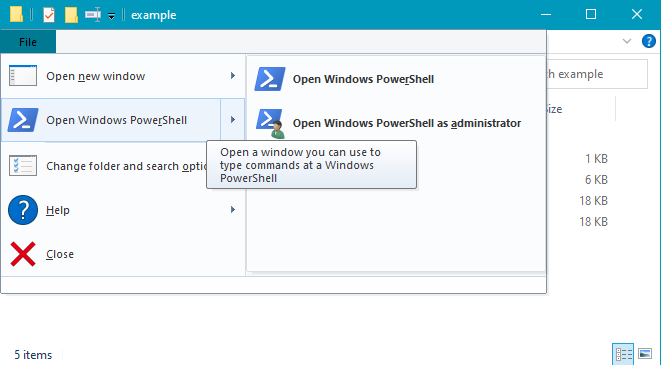 example
File
Open new window
Open Windows PowerShell
Change folder and search optio
Help
Close
Open Windows PowerShell
Open Windows PowerShell as administrator
Open a window you can use to
type commands at a Windows
PowerShell
ch example
Size
1 KB
6 KB
18 KB
18 KB
5 items